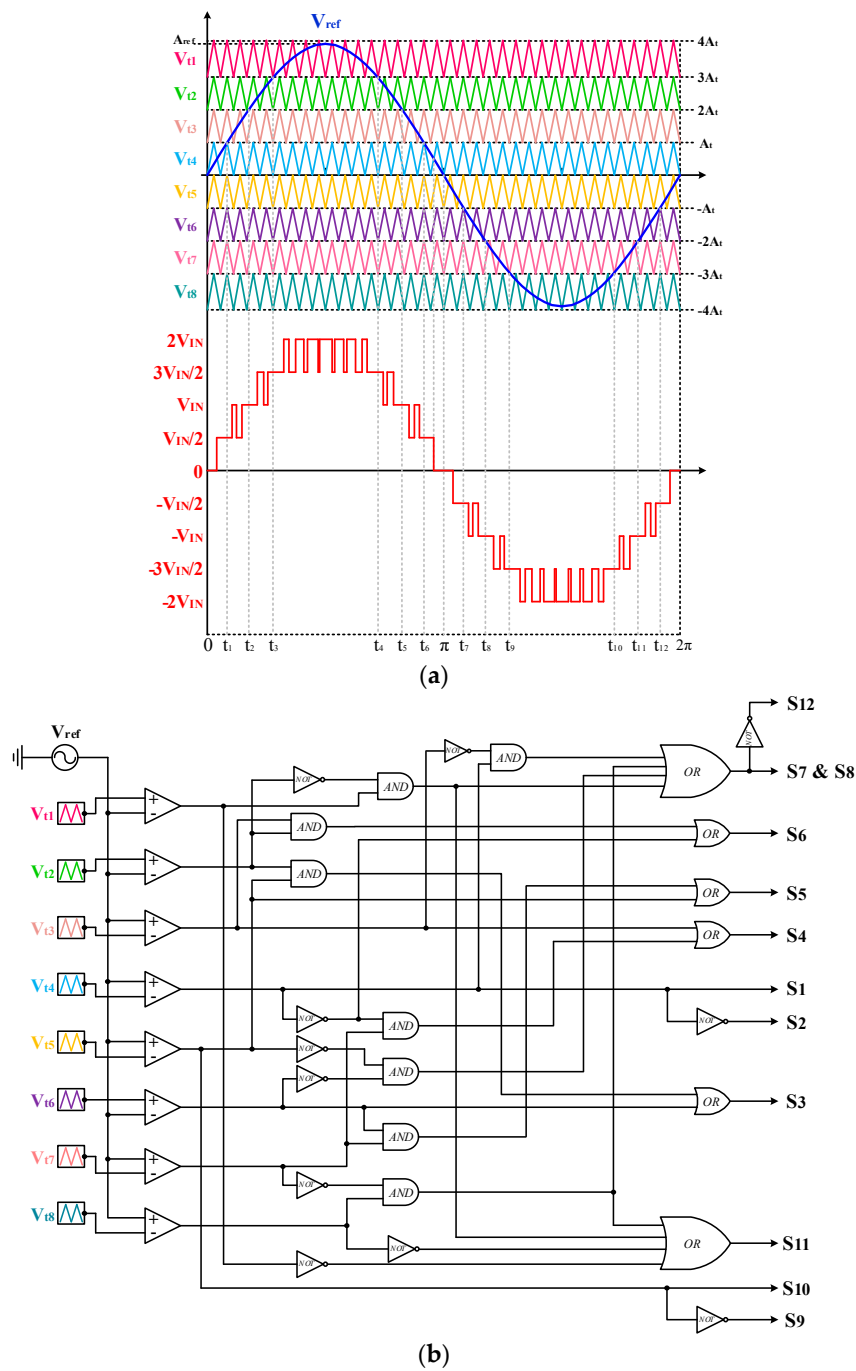 Vref
Aref
4At
Vt1
3At
Vt2
2At
Vt3
At
Vt4
Vt5
-At
Vt6
-2At
Vt7
-3At
Vt8
-4At
2VIN
3VIN/2
VIN
VIN/2
0
-VIN/2
-VIN
-3VIN/2
-2VIN
0 t1 t2 t3 t4 t5 t6 π t7 t8 t9 t10 t11 t12 2π
(a)
S12
Vref
NOT
NOT NOT AND OR S7 & S8
Vt1 + - AND
AND OR S6
Vt2 + - AND
OR S5
Vt3 + - OR S4
Vt4 + - S1
NOT AND NOT S2
Vt5 + - NOT
AND
Vt6 + - NOT OR S3
AND
Vt7 + -
NOT AND
Vt8 + -
NOT OR S11
NOT
S10
NOT S9
(b)